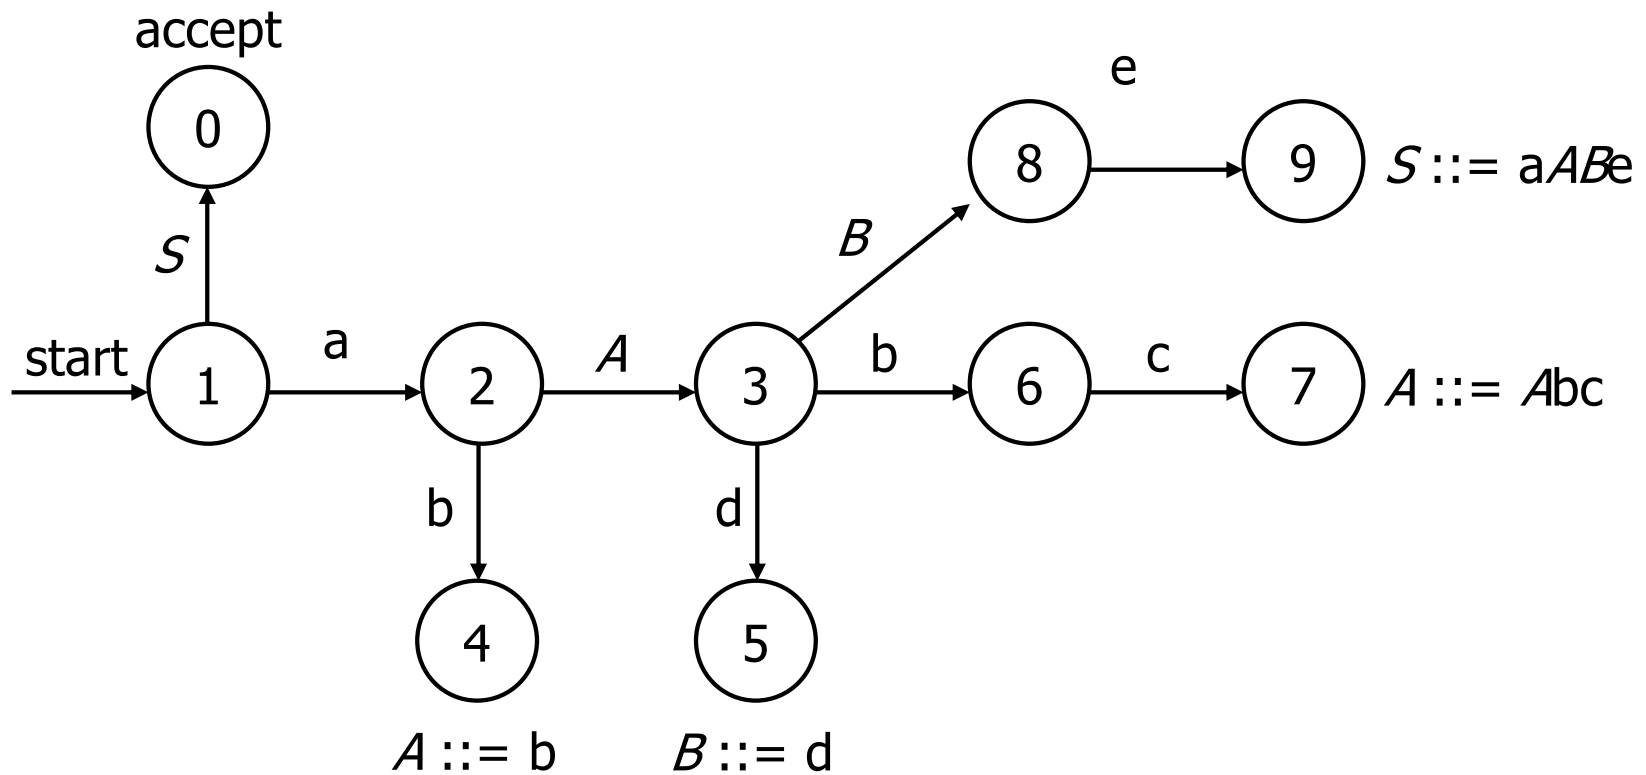 accept
0
e
8
9
S ::= aABe
B
S
start
1
a
2
A
3
b
6
c
7
A ::= Abc
b
d
4
5
A ::= b
B ::= d